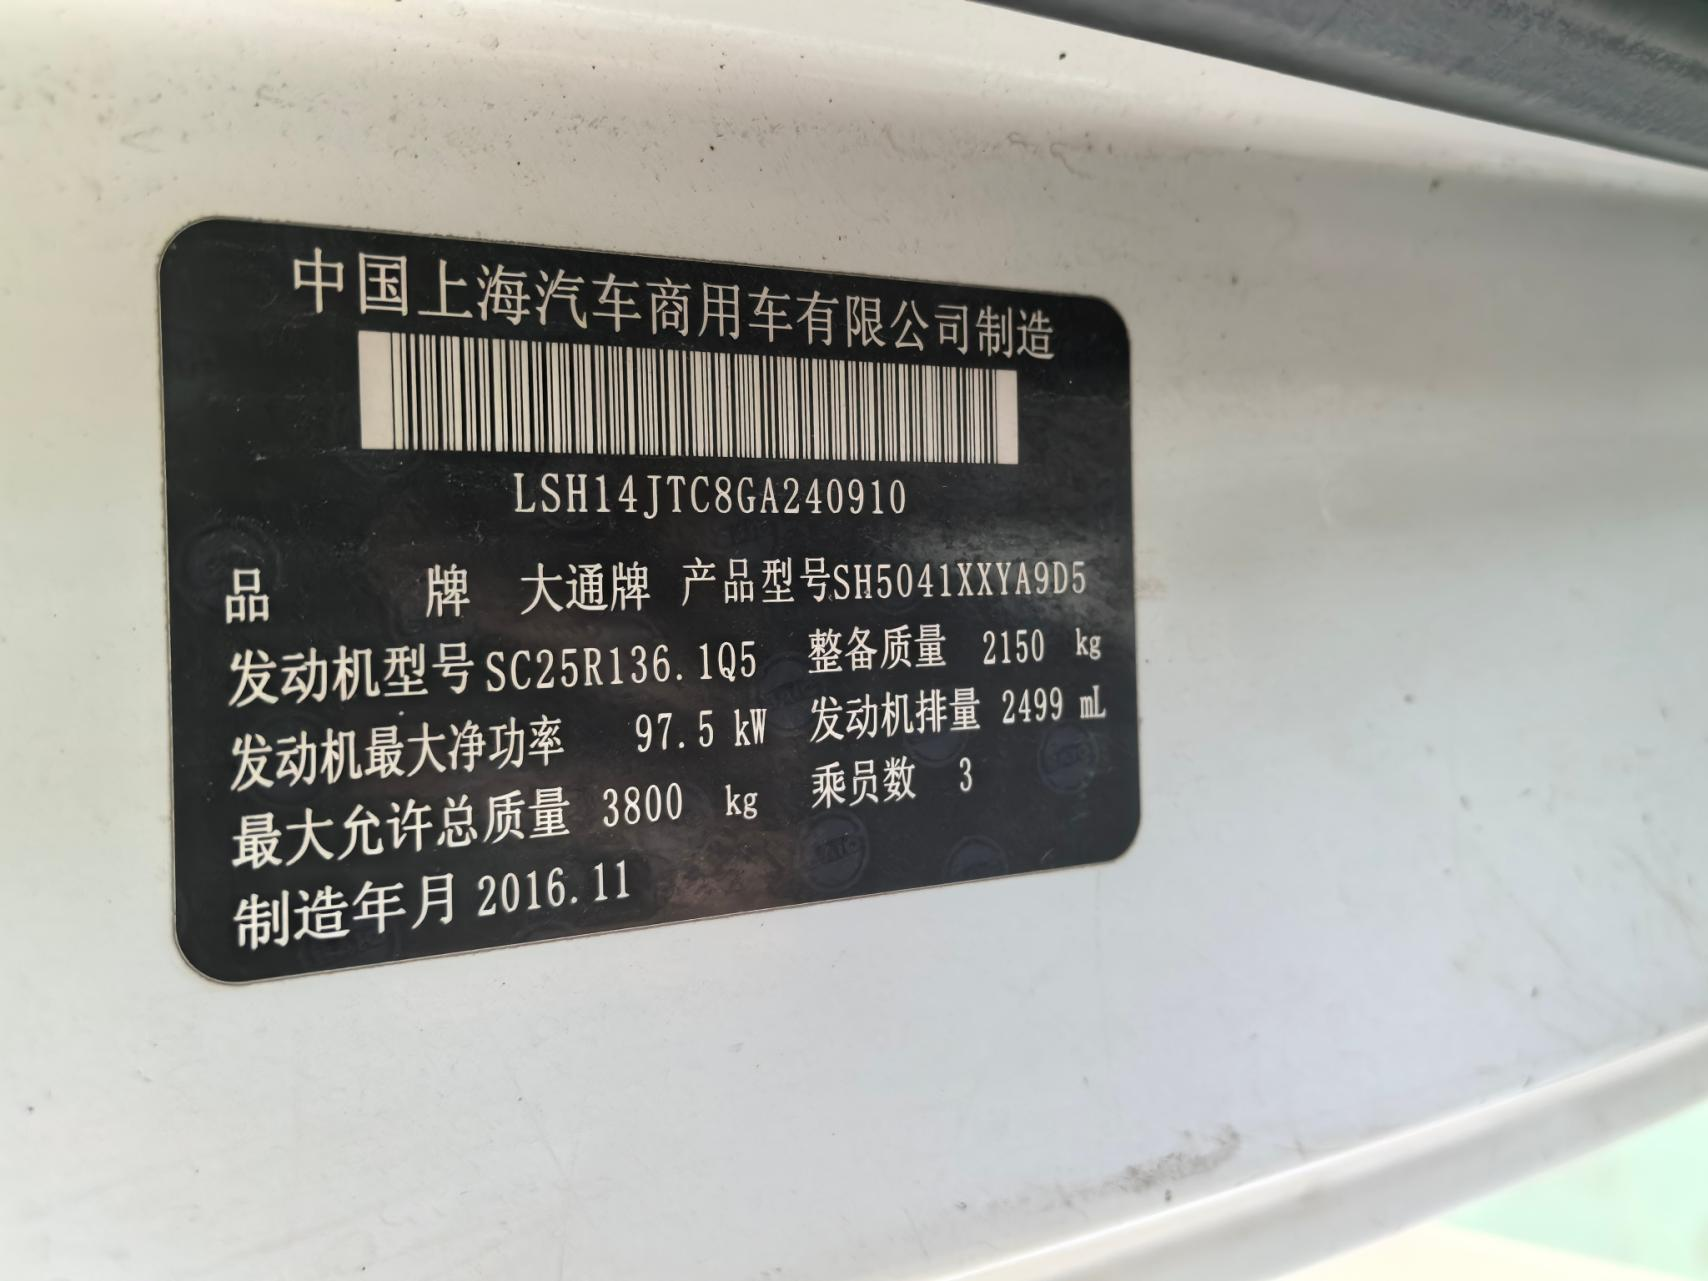 中国上海汽车商用车有限公司制造
LSH14JTC8GA240910
品 牌 大通牌 产品型号SH5041XXYA9D5
发动机型号SC25R136.1Q5 整备质量 2150 kg
发动机最大净功率 97.5 kW 发动机排量 2499 mL
最大允许总质量 3800 kg 乘员数 3
制造年月 2016.11